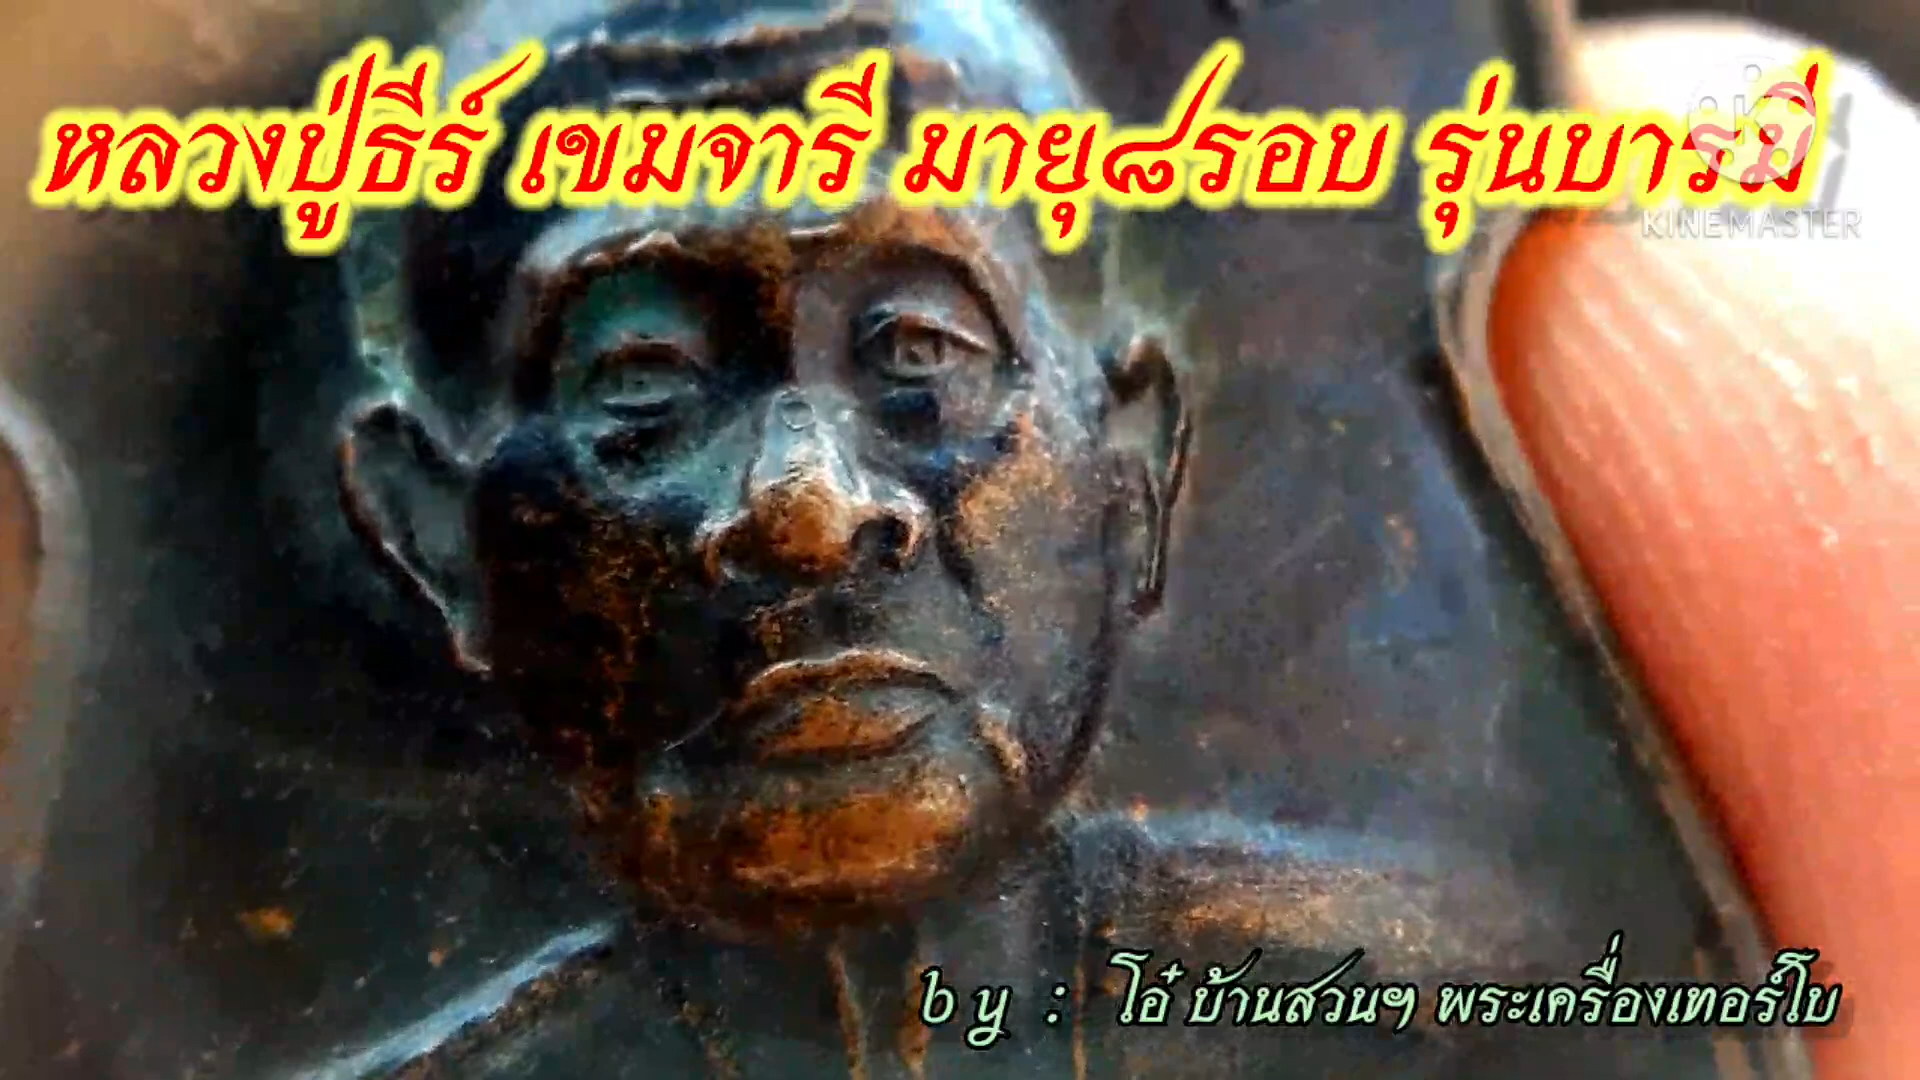 หลวงปู่ธีร์ เขมจารี มายุ๘รอบ รุ่นบารมี
KINEMASTER
by : โอ๋ บ้านสวนฯ พระเครื่องเทอร์โบ